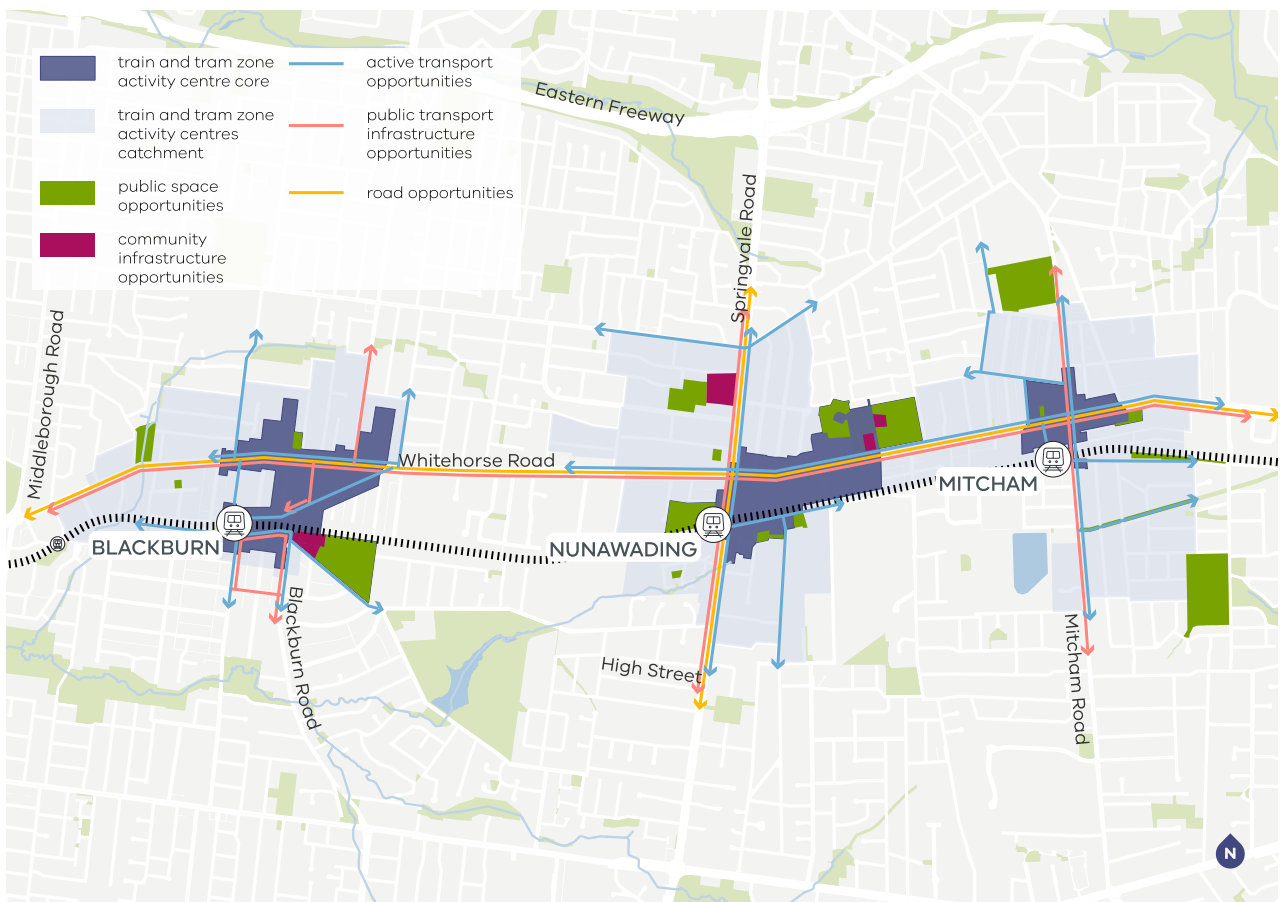 train and tram zone
activity centre core
train and tram zone
activity centres
catchment
public space
opportunities
community
infrastructure
opportunities
active transport
opportunities
public transport
infrastructure
opportunities
road opportunities
Eastern Freeway
Springvale Road
Middleborough Road
Whitehorse Road
MITCHAM
BLACKBURN
NUNAWADING
Blackburn Road
High Street
Mitcham Road
N